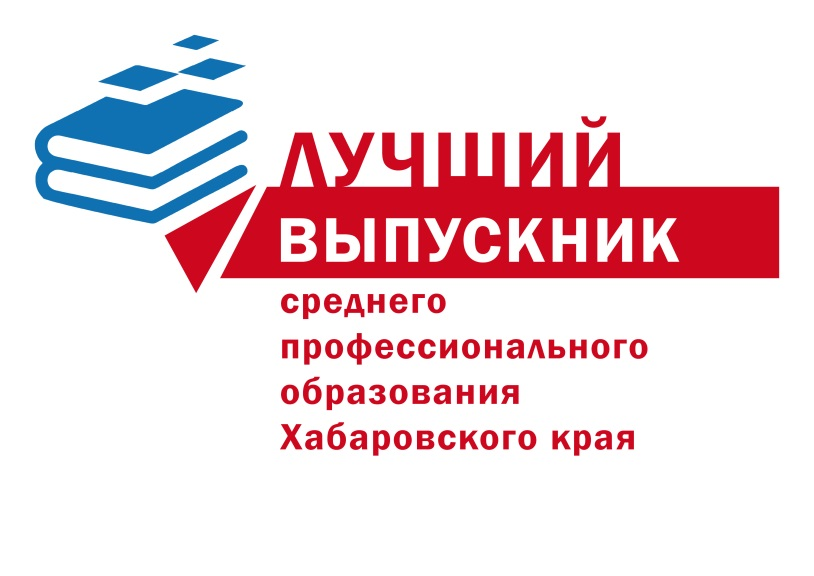 ЛУЧШИЙ
ВЫПУСКНИК
среднего
профессионального
образования
Хабаровского края